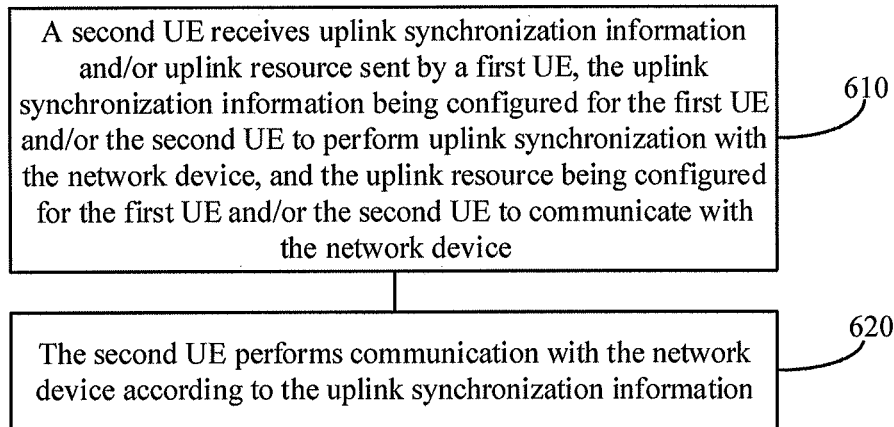 A second UE receives uplink synchronization information
and/or uplink resource sent by a first UE, the uplink
synchronization information being configured for the first UE
and/or the second UE to perform uplink synchronization with
the network device, and the uplink resource being configured
for the first UE and/or the second UE to communicate with
the network device
610
The second UE performs communication with the network
device according to the uplink synchronization information
620